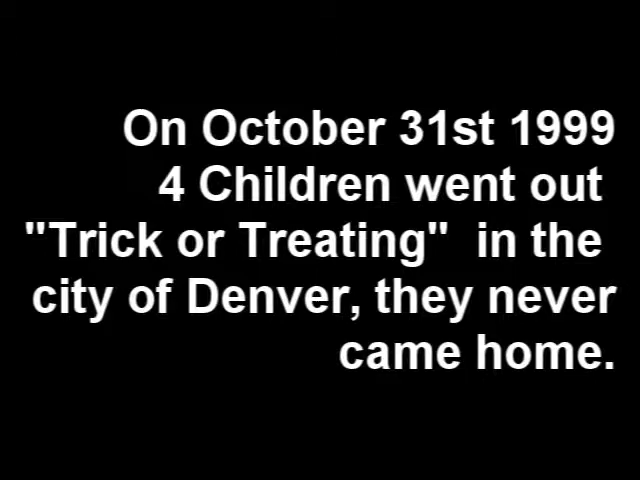 On October 31st 1999
4 Children went out
"Trick or Treating"  in the
city of Denver, they never
came home.